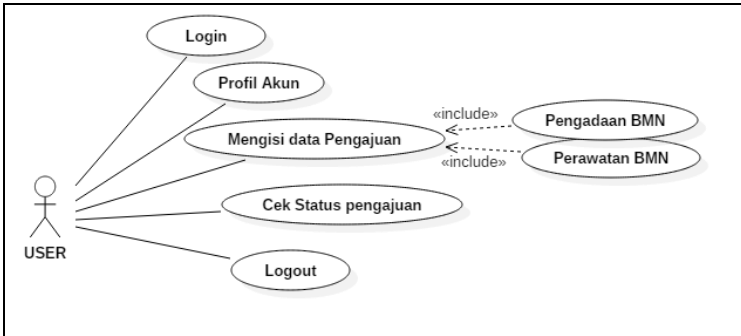 Login
Profil Akun
Mengisi data Pengajuan
«include»
Pengadaan BMN
«include»
Perawatan BMN
Cek Status pengajuan
Logout
USER